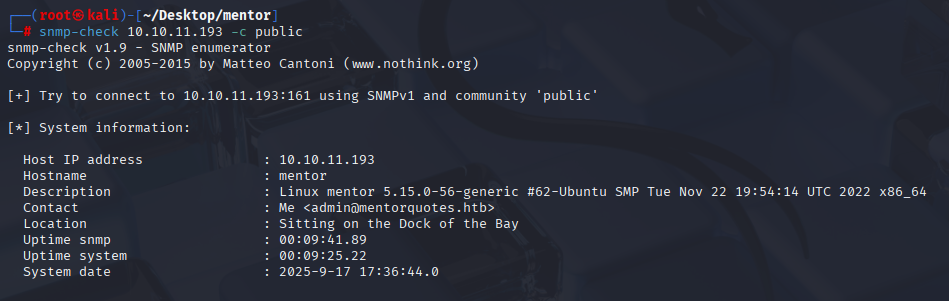 ┌──(root㉿kali)-[~/Desktop/mentor]
└─# snmp-check 10.10.11.193 -c public
snmp-check v1.9 - SNMP enumerator
Copyright (c) 2005-2015 by Matteo Cantoni (www.nothink.org)
[+] Try to connect to 10.10.11.193:161 using SNMPv1 and community 'public'
[*] System information:
Host IP address : 10.10.11.193
Hostname : mentor
Description : Linux mentor 5.15.0-56-generic #62-Ubuntu SMP Tue Nov 22 19:54:14 UTC 2022 x86_64
Contact : Me <admin@mentorquotes.htb>
Location : Sitting on the Dock of the Bay
Uptime snmp : 00:09:41.89
Uptime system : 00:09:25.22
System date : 2025-9-17 17:36:44.0